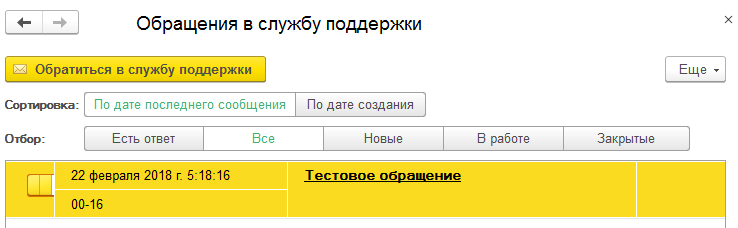 Обращения в службу поддержки
Обратиться в службу поддержки
Еще
Сортировка: По дате последнего сообщения По дате создания
Отбор: Есть ответ Все Новые В работе Закрытые
22 февраля 2018 г. 5:18:16 Тестовое обращение
00-16